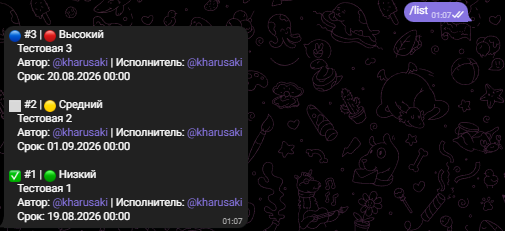 /list 01:07
🔵 #3 | 🔴 Высокий
Тестовая 3
Автор: @kharusaki | Исполнитель: @kharusaki
Срок: 20.08.2026 00:00
⬜ #2 | 🟡 Средний
Тестовая 2
Автор: @kharusaki | Исполнитель: @kharusaki
Срок: 01.09.2026 00:00
✅ #1 | 🟢 Низкий
Тестовая 1
Автор: @kharusaki | Исполнитель: @kharusaki
Срок: 19.08.2026 00:00
01:07